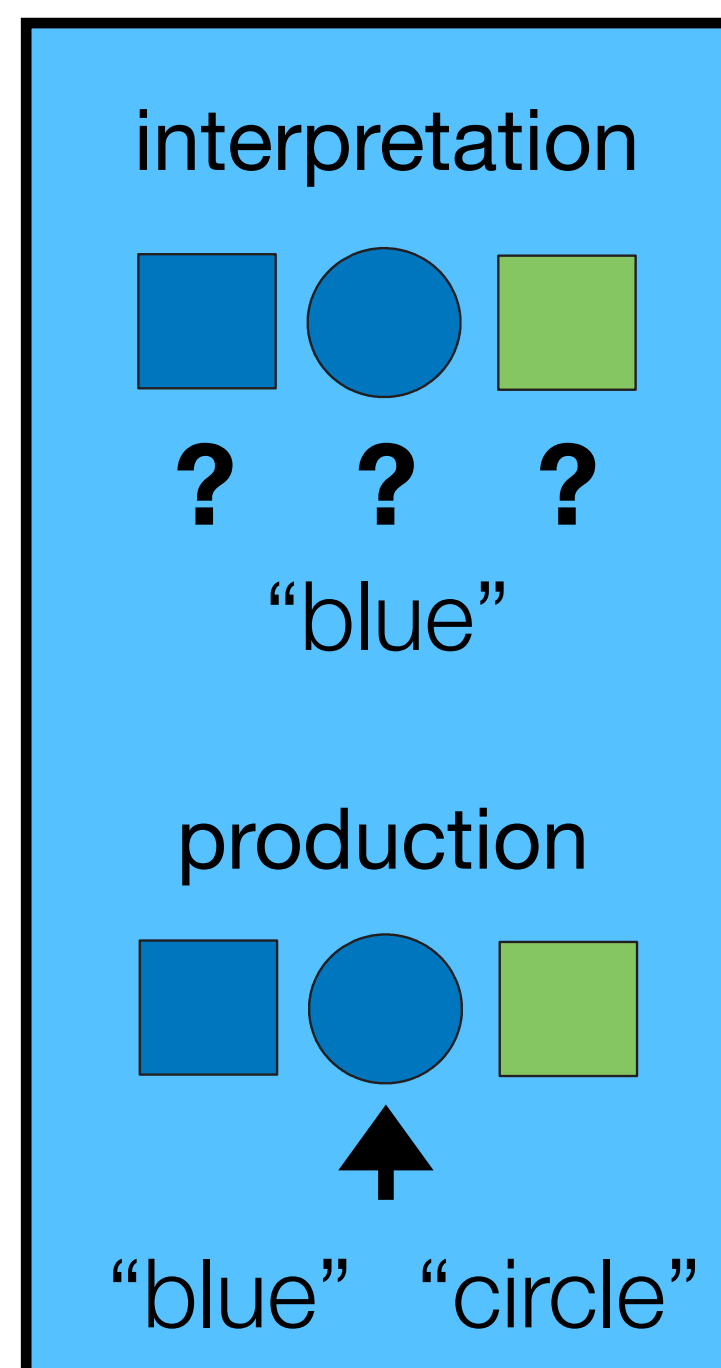 interpretation
? ? ?
“blue”
production
“blue” “circle”